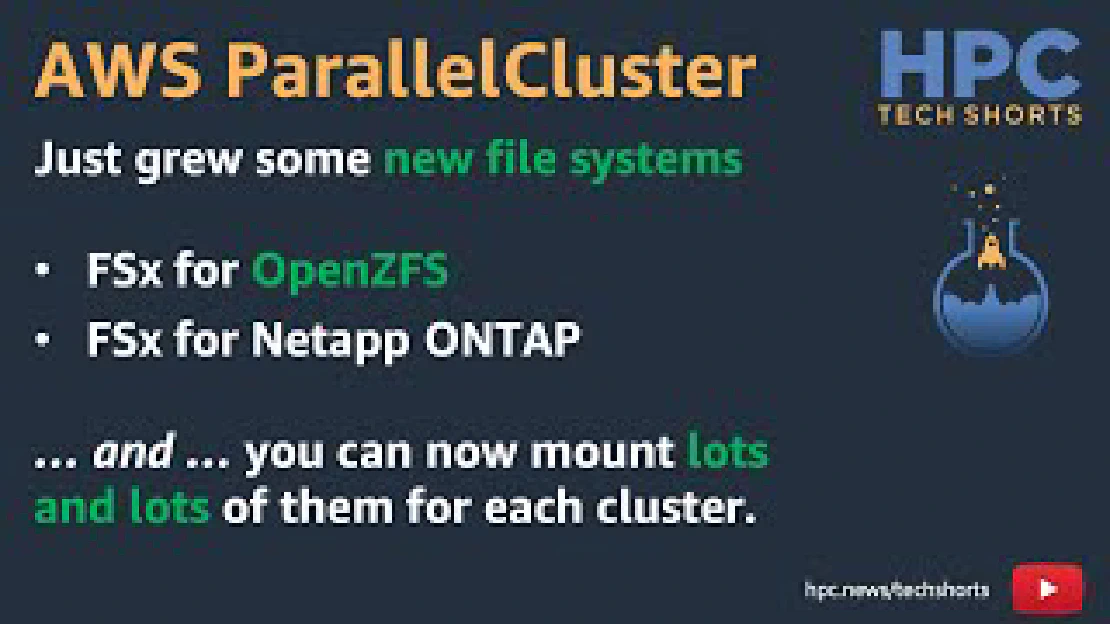 AWS ParallelCluster
HPC
TECH SHORTS
Just grew some new file systems
• FSx for OpenZFS
• FSx for Netapp ONTAP
... and ... you can now mount lots
and lots of them for each cluster.
hpc.news/techshorts